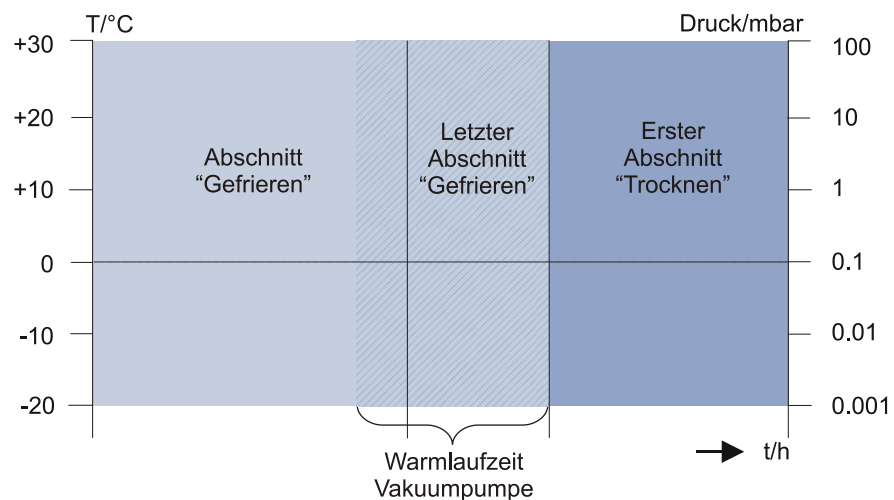 T/°C
Druck/mbar
+30
+20
+10
0
-10
-20
Abschnitt
“Gefrieren”
Letzter
Abschnitt
“Gefrieren”
Erster
Abschnitt
“Trocknen”
100
10
1
0.1
0.01
0.001
t/h
Warmlaufzeit
Vakuumpumpe